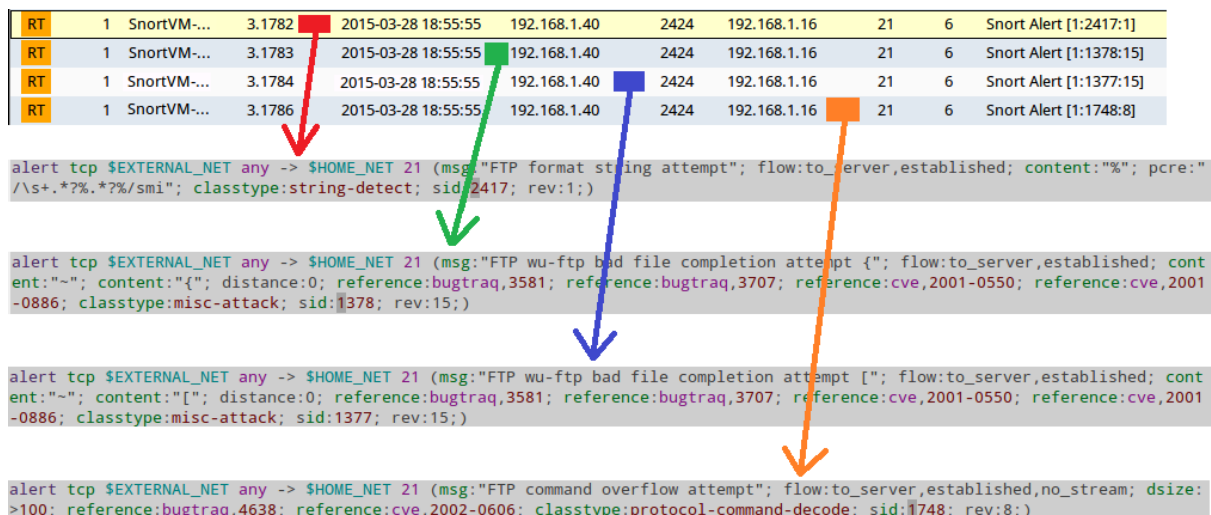 RT 1 SnortVM-... 3.1782 2015-03-28 18:55:55 192.168.1.40 2424 192.168.1.16 21 6 Snort Alert [1:2417:1]
RT 1 SnortVM-... 3.1783 2015-03-28 18:55:55 192.168.1.40 2424 192.168.1.16 21 6 Snort Alert [1:1378:15]
RT 1 SnortVM-... 3.1784 2015-03-28 18:55:55 192.168.1.40 2424 192.168.1.16 21 6 Snort Alert [1:1377:15]
RT 1 SnortVM-... 3.1786 2015-03-28 18:55:55 192.168.1.40 2424 192.168.1.16 21 6 Snort Alert [1:1748:8]
alert tcp $EXTERNAL_NET any -> $HOME_NET 21 (msg:"FTP format string attempt"; flow:to_server,established; content:"%"; pcre:"
/\s+.*?%.*?%/smi"; classtype:string-detect; sid:2417; rev:1;)
alert tcp $EXTERNAL_NET any -> $HOME_NET 21 (msg:"FTP wu-ftp bad file completion attempt {"; flow:to_server,established; cont
ent:"~"; content:"{"; distance:0; reference:bugtraq,3581; reference:bugtraq,3707; reference:cve,2001-0550; reference:cve,2001
-0886; classtype:misc-attack; sid:1378; rev:15;)
alert tcp $EXTERNAL_NET any -> $HOME_NET 21 (msg:"FTP wu-ftp bad file completion attempt ["; flow:to_server,established; cont
ent:"~"; content:"["; distance:0; reference:bugtraq,3581; reference:bugtraq,3707; reference:cve,2001-0550; reference:cve,2001
-0886; classtype:misc-attack; sid:1377; rev:15;)
alert tcp $EXTERNAL_NET any -> $HOME_NET 21 (msg:"FTP command overflow attempt"; flow:to_server,established,no_stream; dsize:
>100; reference:bugtraq,4638; reference:cve,2002-0606; classtype:protocol-command-decode; sid:1748; rev:8;)